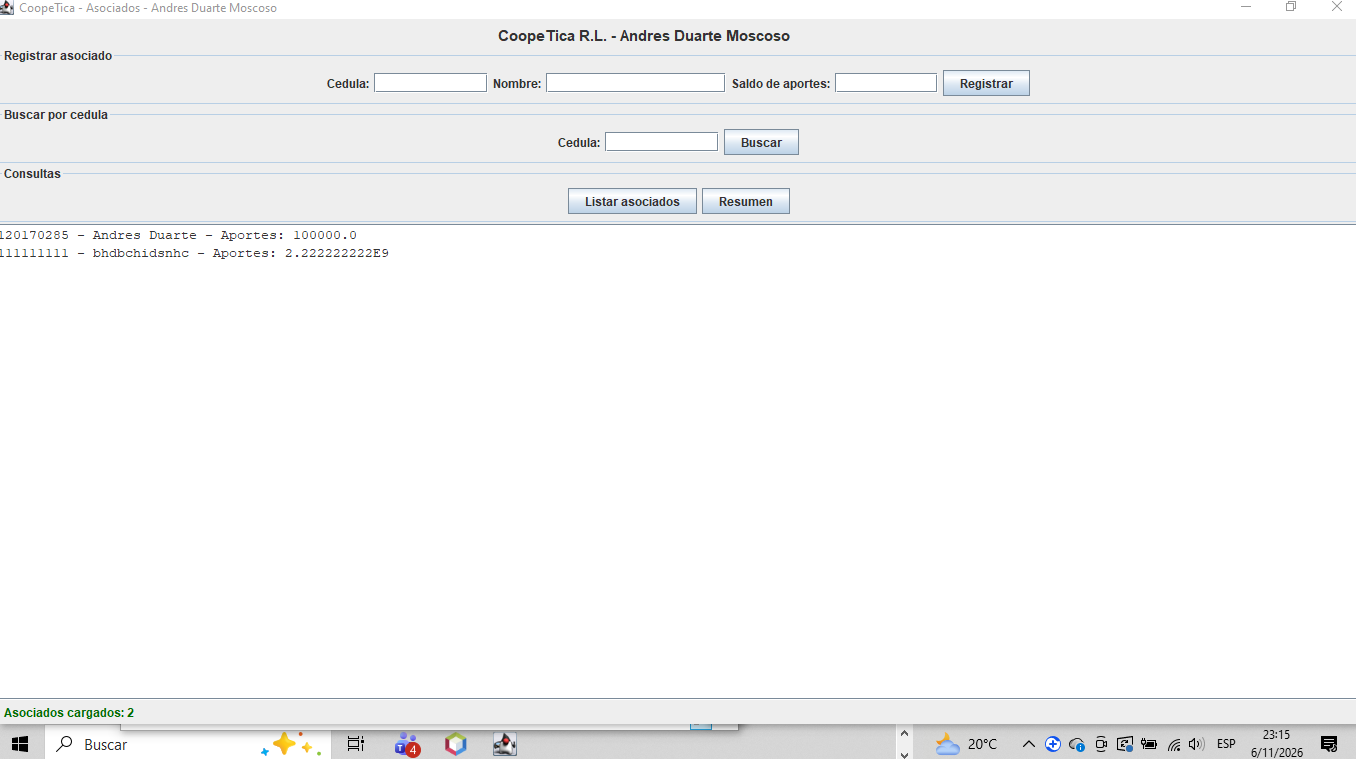 CoopeTica - Asociados - Andres Duarte Moscoso
CoopeTica R.L. - Andres Duarte Moscoso
Registrar asociado
Cedula: Nombre: Saldo de aportes: Registrar
Buscar por cedula
Cedula: Buscar
Consultas
Listar asociados Resumen
120170285 - Andres Duarte - Aportes: 100000.0
111111111 - bhdbchidsnhc - Aportes: 2.222222222E9
Asociados cargados: 2
Buscar
4
20°C
ESP
23:15
6/11/2026